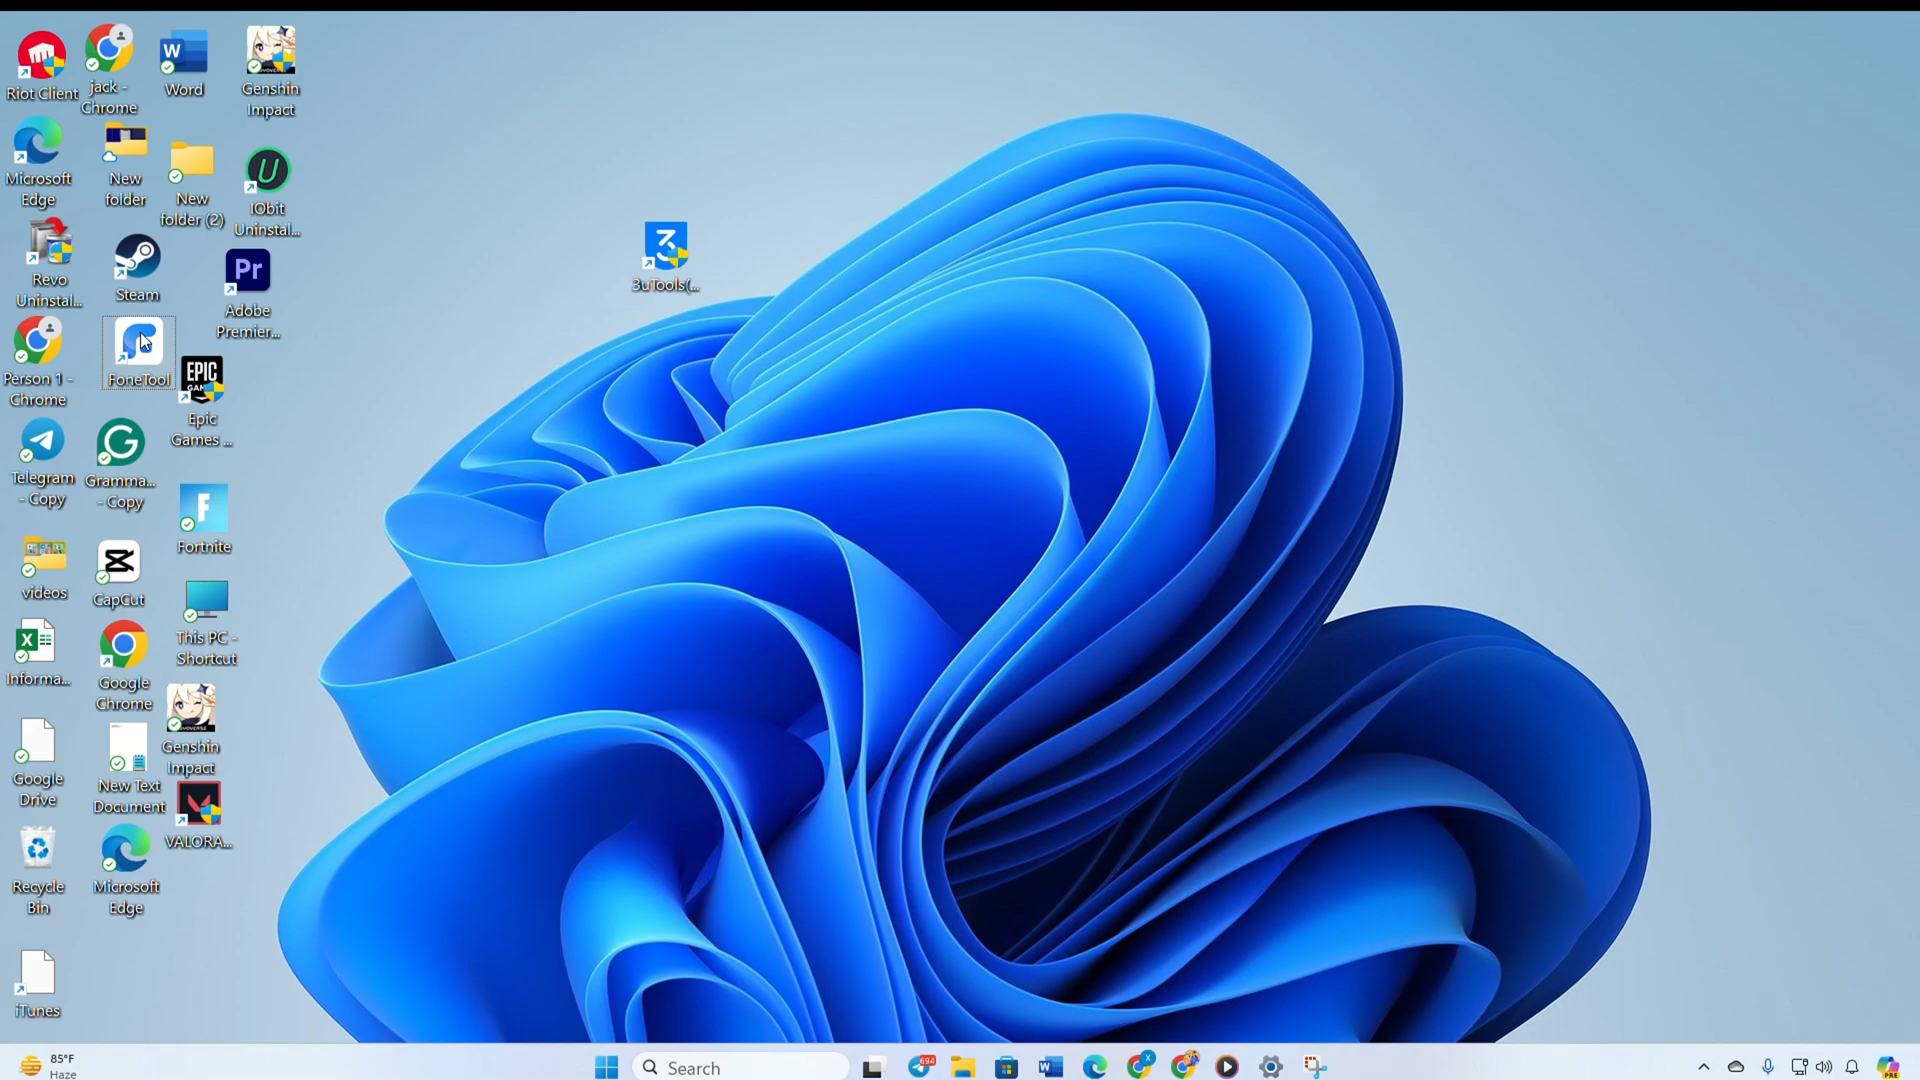 Riot Client
jack -
Chrome
Word
Genshin
Impact
Microsoft
Edge
New
folder
New
folder (2)
IObit
Uninstal...
Revo
Uninstal...
Steam
Pr
Adobe
Premier...
3uTools(...
Person 1 -
Chrome
FoneTool
EPIC
GAMES
Epic
Games ...
Telegram
- Copy
Gramma...
- Copy
Fortnite
videos
CapCut
This PC -
Shortcut
Informa...
Google
Chrome
Genshin
Impact
Google
Drive
New Text
Document
VALORA...
Recycle
Bin
Microsoft
Edge
iTunes
85°F
Haze
Search
694
PRE